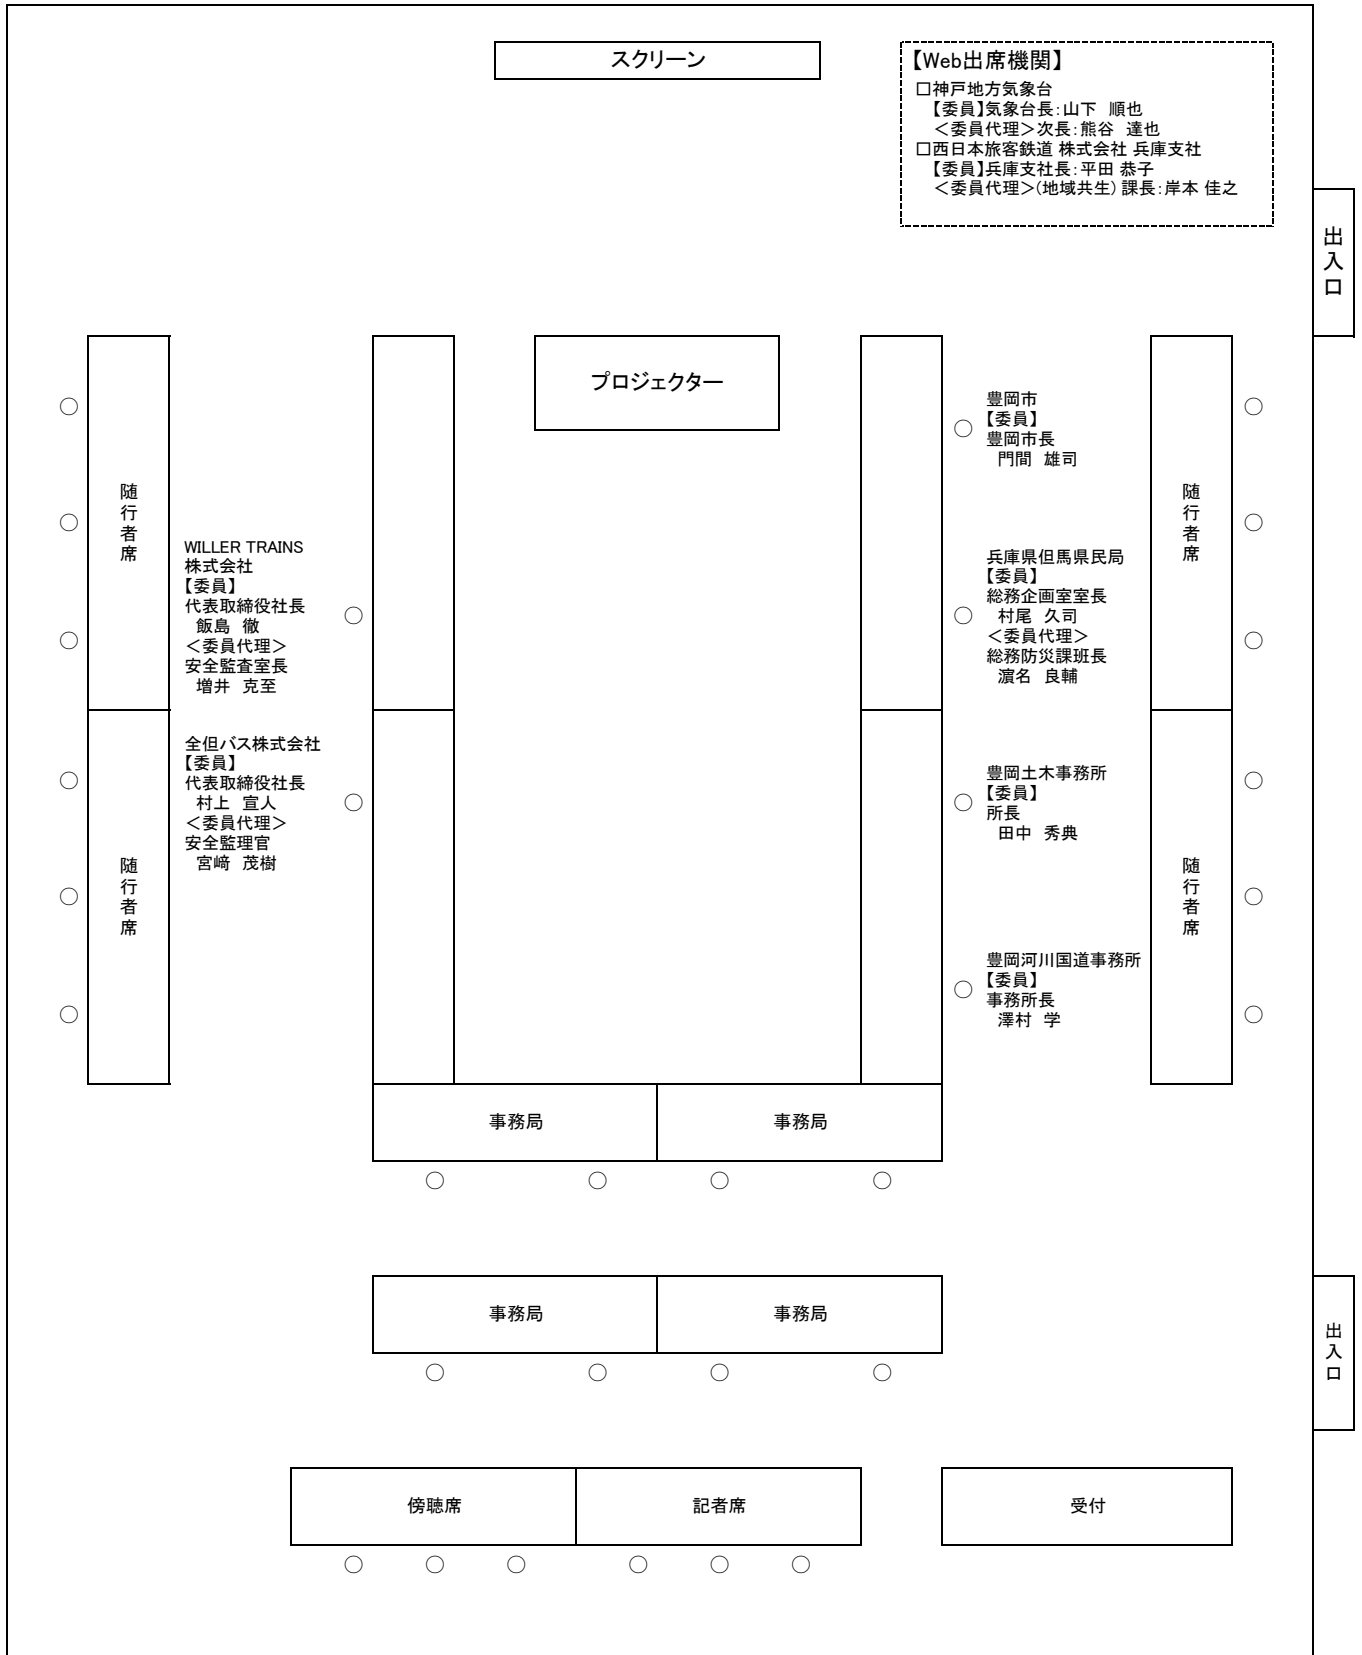 スクリーン
【Web出席機関】
□神戸地方気象台
【委員】気象台長:山下 順也
＜委員代理＞次長:熊谷 達也
□西日本旅客鉄道 株式会社 兵庫支社
【委員】兵庫支社長:平田 恭子
＜委員代理＞(地域共生) 課長:岸本 佳之
出入口
プロジェクター
随行者席
WILLER TRAINS
株式会社
【委員】
代表取締役社長
飯島 徹
＜委員代理＞
安全監査室長
増井 克至
豊岡市
【委員】
豊岡市長
門間 雄司
兵庫県但馬県民局
【委員】
総務企画室室長
村尾 久司
＜委員代理＞
総務防災課班長
濵名 良輔
随行者席
随行者席
全但バス株式会社
【委員】
代表取締役社長
村上 宣人
＜委員代理＞
安全監理官
宮﨑 茂樹
豊岡土木事務所
【委員】
所長
田中 秀典
豊岡河川国道事務所
【委員】
事務所長
澤村 学
随行者席
事務局
事務局
事務局
事務局
出入口
傍聴席
記者席
受付